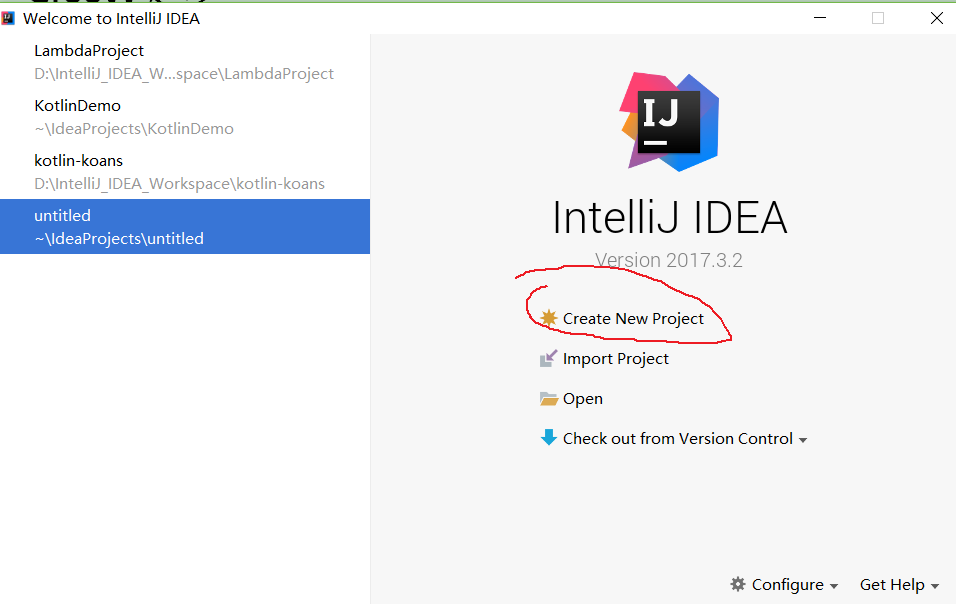 Welcome to IntelliJ IDEA
LambdaProject
D:\IntelliJ_IDEA_W...space\LambdaProject
KotlinDemo
~\IdeaProjects\KotlinDemo
kotlin-koans
D:\IntelliJ_IDEA_Workspace\kotlin-koans
untitled
~\IdeaProjects\untitled
IJ
IntelliJ IDEA
Version 2017.3.2
Create New Project
Import Project
Open
Check out from Version Control
Configure
Get Help